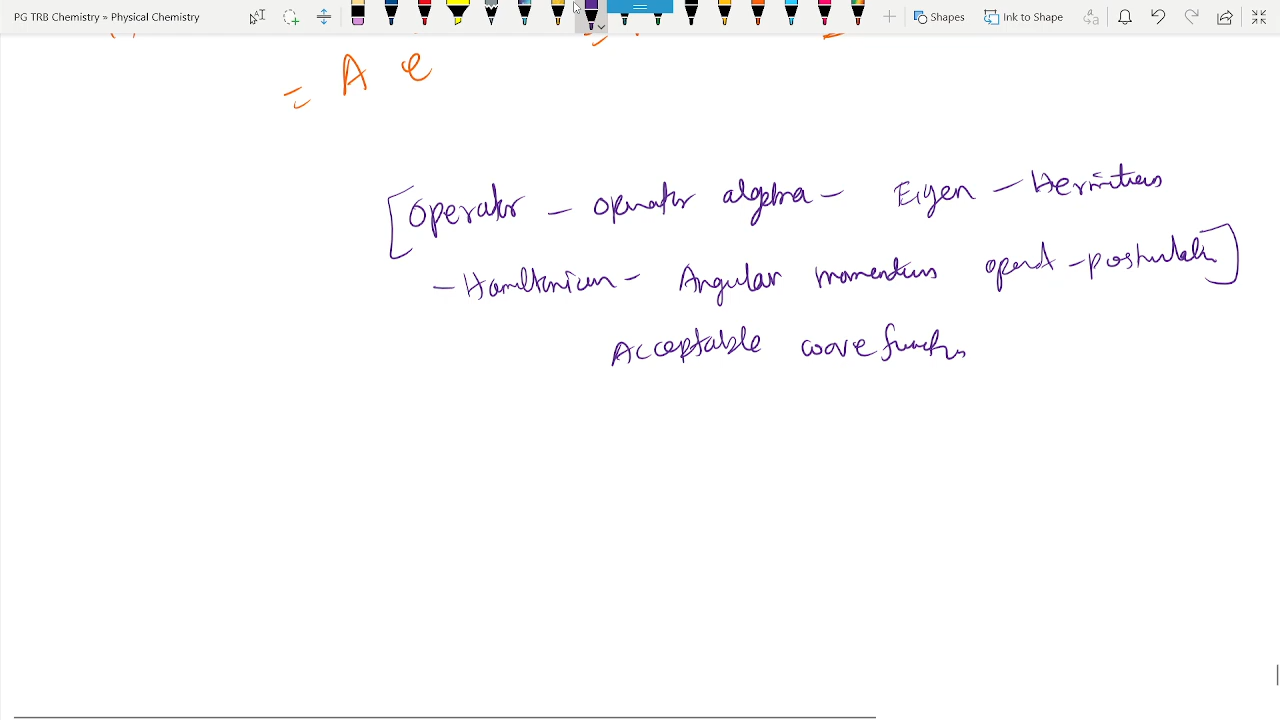 PG TRB Chemistry » Physical Chemistry
Shapes
Ink to Shape
= A e
[Operator - operator algebra - Eigen - Hermitian
- Hamiltonian - Angular momentum operat - postulate]
Acceptable wave function